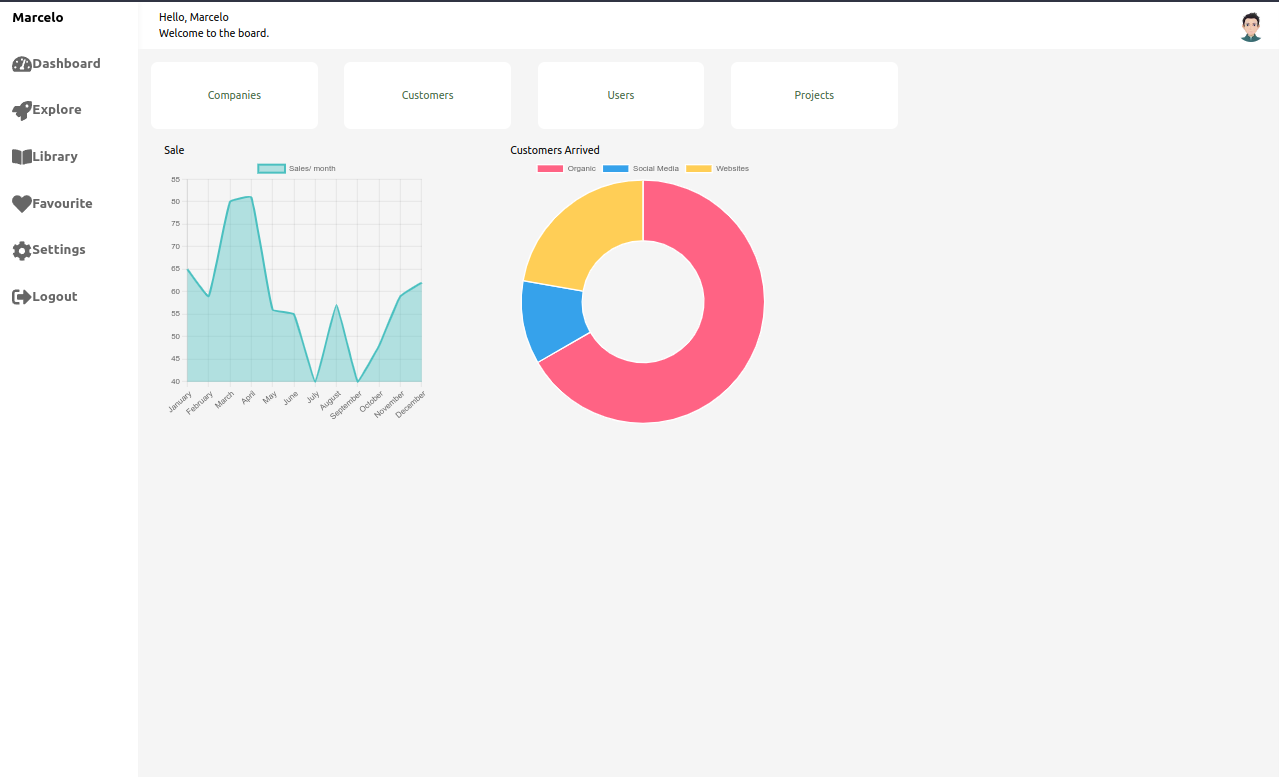 Marcelo
Dashboard
Explore
Library
Favourite
Settings
Logout
Hello, Marcelo
Welcome to the board.
Companies
Customers
Users
Projects
Sale
Sales/ month
85
80
75
70
65
60
55
50
45
40
January
February
March
April
May
June
July
August
September
October
November
December
Customers Arrived
Organic
Social Media
Websites